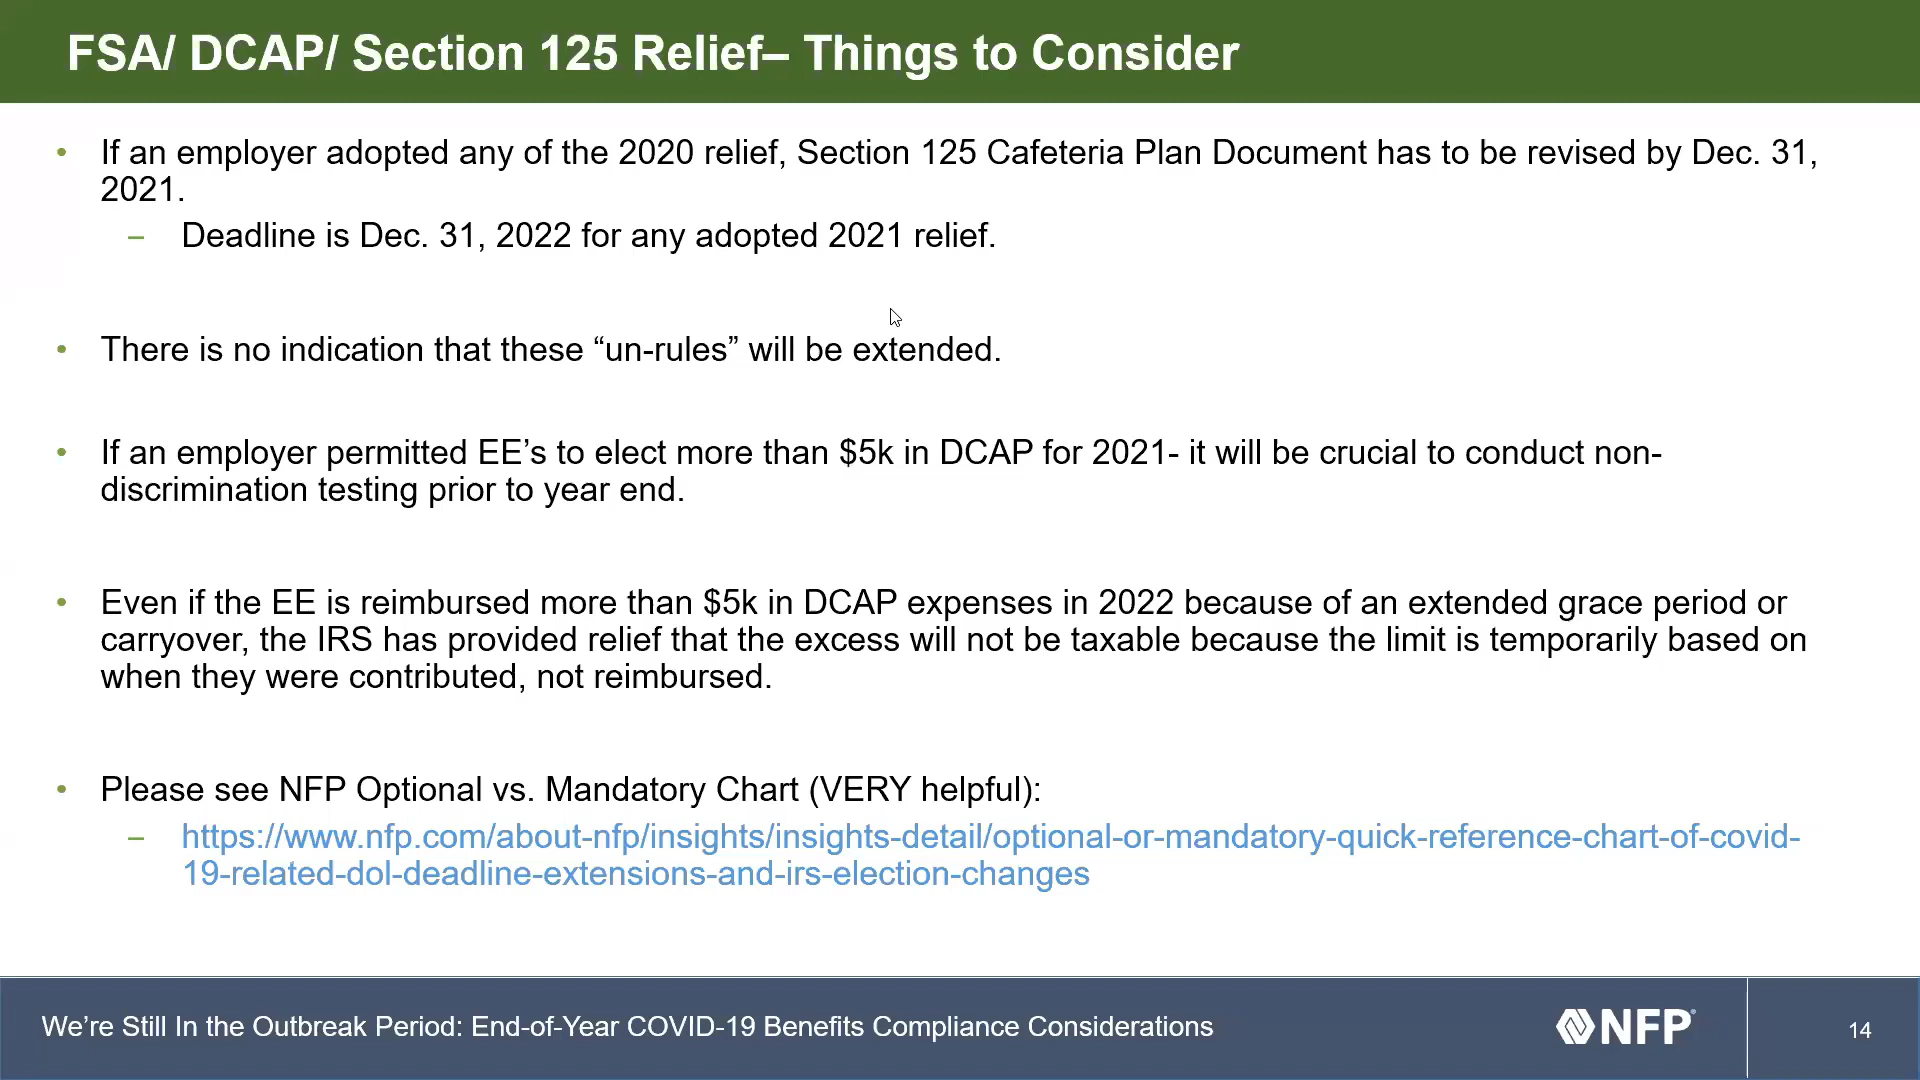 FSA/ DCAP/ Section 125 Relief– Things to Consider
• If an employer adopted any of the 2020 relief, Section 125 Cafeteria Plan Document has to be revised by Dec. 31,
2021.
– Deadline is Dec. 31, 2022 for any adopted 2021 relief.
• There is no indication that these “un-rules” will be extended.
• If an employer permitted EE’s to elect more than $5k in DCAP for 2021- it will be crucial to conduct non-
discrimination testing prior to year end.
• Even if the EE is reimbursed more than $5k in DCAP expenses in 2022 because of an extended grace period or
carryover, the IRS has provided relief that the excess will not be taxable because the limit is temporarily based on
when they were contributed, not reimbursed.
• Please see NFP Optional vs. Mandatory Chart (VERY helpful):
– https://www.nfp.com/about-nfp/insights/insights-detail/optional-or-mandatory-quick-reference-chart-of-covid-
19-related-dol-deadline-extensions-and-irs-election-changes
We’re Still In the Outbreak Period: End-of-Year COVID-19 Benefits Compliance Considerations
NFP®
14